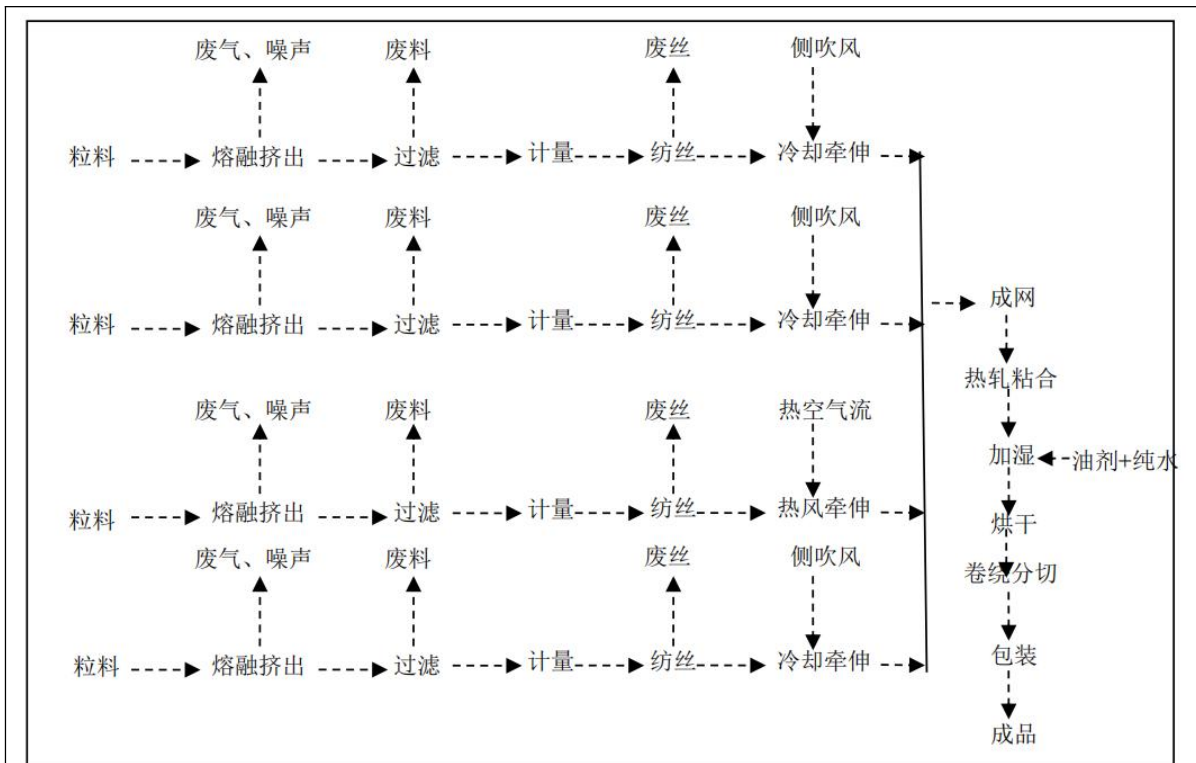 废气、噪声 废料 废丝 侧吹风
粒料 熔融挤出 过滤 计量 纺丝 冷却牵伸
废气、噪声 废料 废丝 侧吹风
成网
粒料 熔融挤出 过滤 计量 纺丝 冷却牵伸
热轧粘合
废气、噪声 废料 废丝 热空气流
加湿 油剂+纯水
粒料 熔融挤出 过滤 计量 纺丝 热风牵伸
烘干
废气、噪声 废料 废丝 侧吹风
卷绕分切
粒料 熔融挤出 过滤 计量 纺丝 冷却牵伸
包装
成品